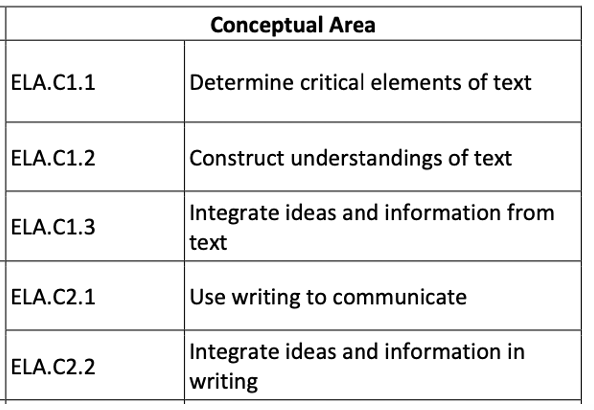 Conceptual Area
ELA.C1.1 Determine critical elements of text
ELA.C1.2 Construct understandings of text
ELA.C1.3 Integrate ideas and information from
text
ELA.C2.1 Use writing to communicate
ELA.C2.2 Integrate ideas and information in
writing